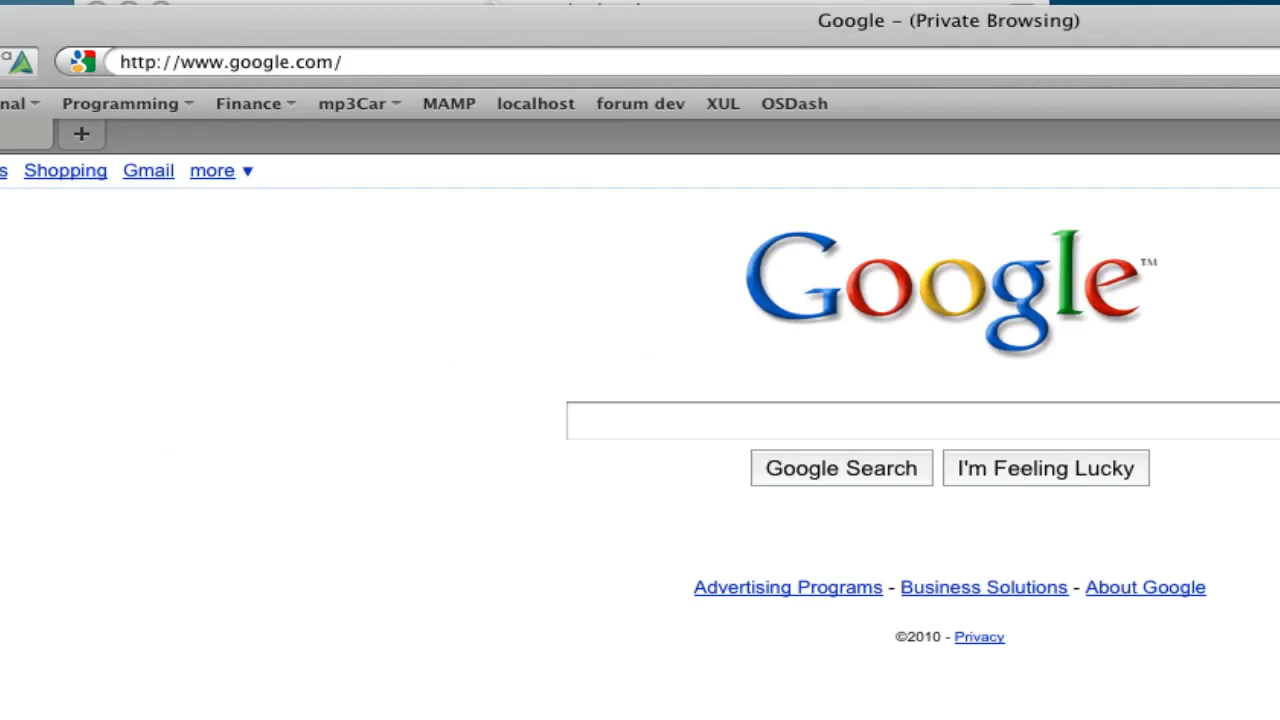 Google – (Private Browsing)
http://www.google.com/
nal Programming Finance mp3Car MAMP localhost forum dev XUL OSDash
+
s Shopping Gmail more ▼
Google™
Google Search I'm Feeling Lucky
Advertising Programs - Business Solutions - About Google
©2010 - Privacy